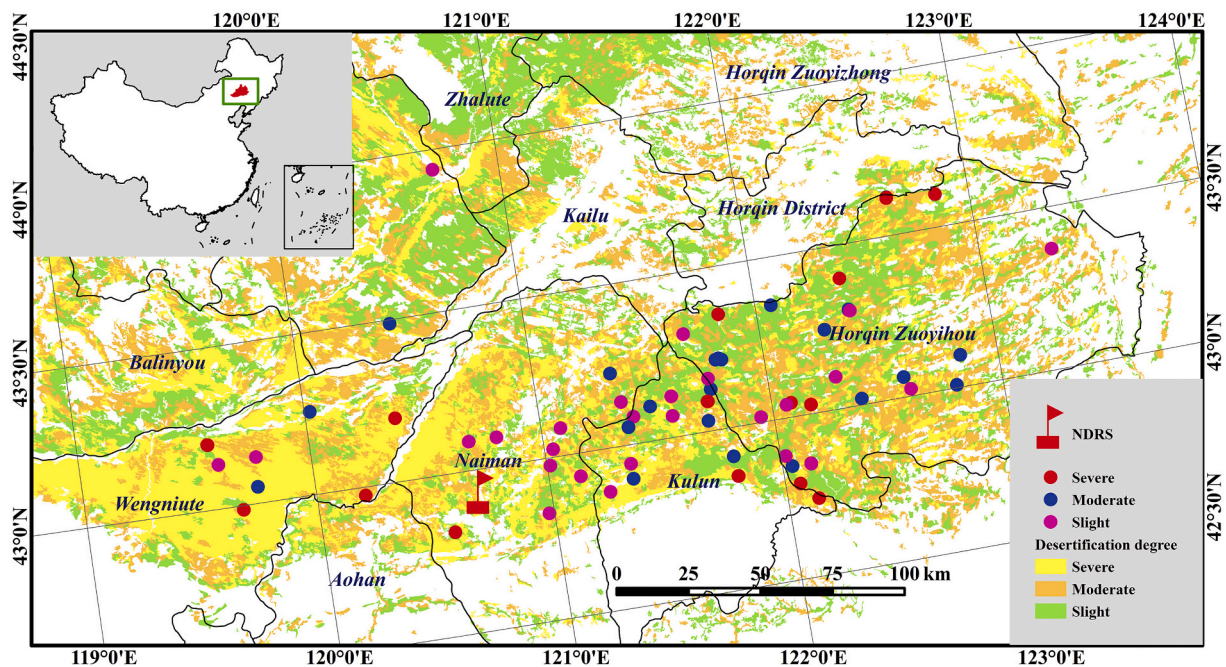 120°0'E 121°0'E 122°0'E 123°0'E 124°0'E
44°30'N
44°0'N
43°30'N
43°0'N
43°30'N
43°0'N
42°30'N
Horqin Zuoyizhong
Zhalute
Kailu
Horqin District
Horqin Zuoyihou
Balinyou
Naiman
Kulun
Wengniute
Aohan
0 25 50 75 100 km
NDRS
Severe
Moderate
Slight
Desertification degree
Severe
Moderate
Slight
119°0'E 120°0'E 121°0'E 122°0'E